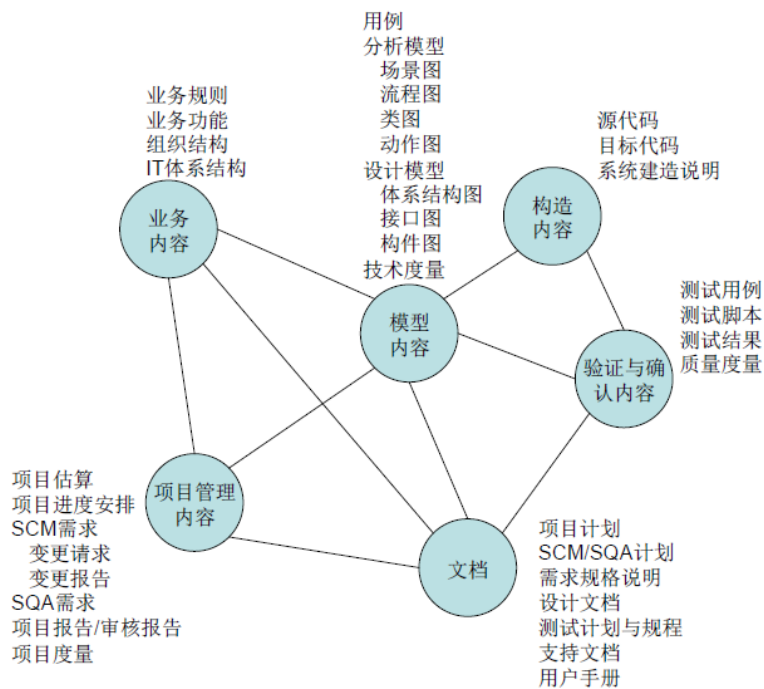 用例
分析模型
场景图
流程图
类图
动作图
设计模型
体系结构图
接口图
构件图
技术度量
业务规则
业务功能
组织结构
IT体系结构
业务
内容
源代码
目标代码
系统建造说明
构造
内容
模型
内容
测试用例
测试脚本
测试结果
质量度量
验证与确
认内容
项目估算
项目进度安排
SCM需求
变更请求
变更报告
SQA需求
项目报告/审核报告
项目度量
项目管理
内容
文档
项目计划
SCM/SQA计划
需求规格说明
设计文档
测试计划与规程
支持文档
用户手册